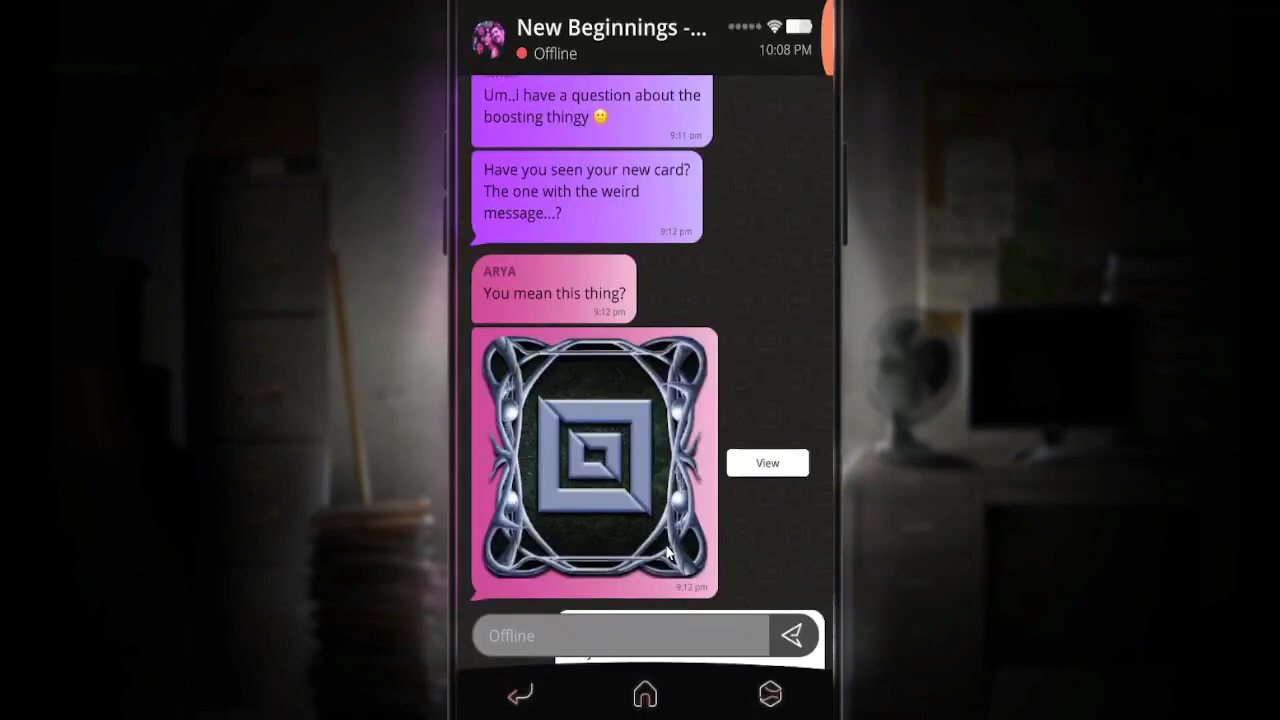 New Beginnings -...
Offline
10:08 PM
Um..I have a question about the
boosting thingy 🙂
9:11 pm
Have you seen your new card?
The one with the weird
message...?
9:12 pm
ARYA
You mean this thing?
9:12 pm
View
9:12 pm
Offline